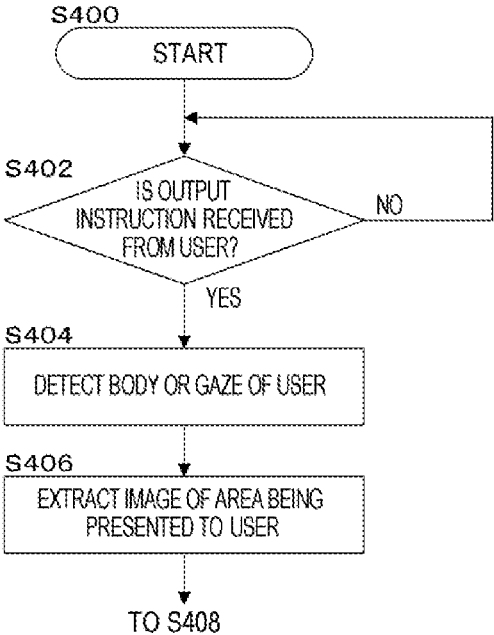 S400
START
S402
IS OUTPUT
INSTRUCTION RECEIVED
FROM USER?
NO
YES
S404
DETECT BODY OR GAZE OF USER
S406
EXTRACT IMAGE OF AREA BEING
PRESENTED TO USER
TO S408